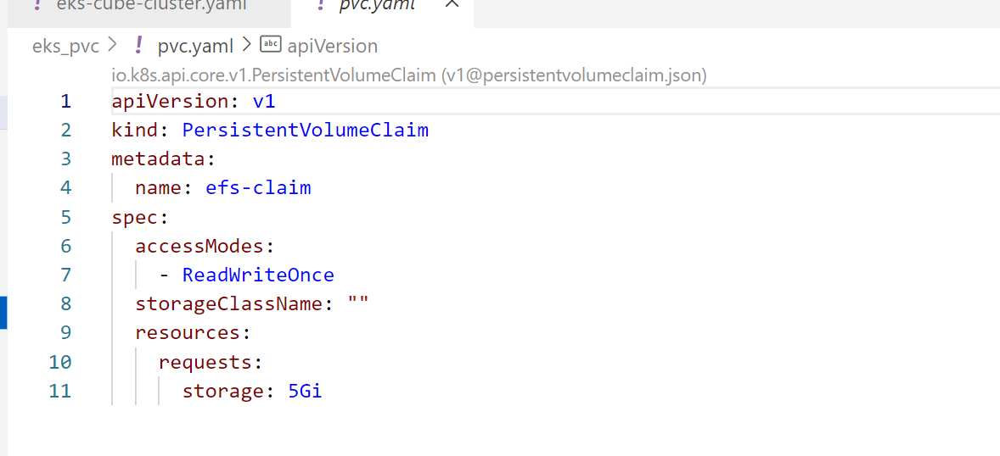 ! eks-cube-cluster.yaml ! pvc.yaml ×
eks_pvc > ! pvc.yaml > abc apiVersion
io.k8s.api.core.v1.PersistentVolumeClaim (v1@persistentvolumeclaim.json)
1 apiVersion: v1
2 kind: PersistentVolumeClaim
3 metadata:
4   name: efs-claim
5 spec:
6   accessModes:
7     - ReadWriteOnce
8   storageClassName: ""
9   resources:
10     requests:
11       storage: 5Gi